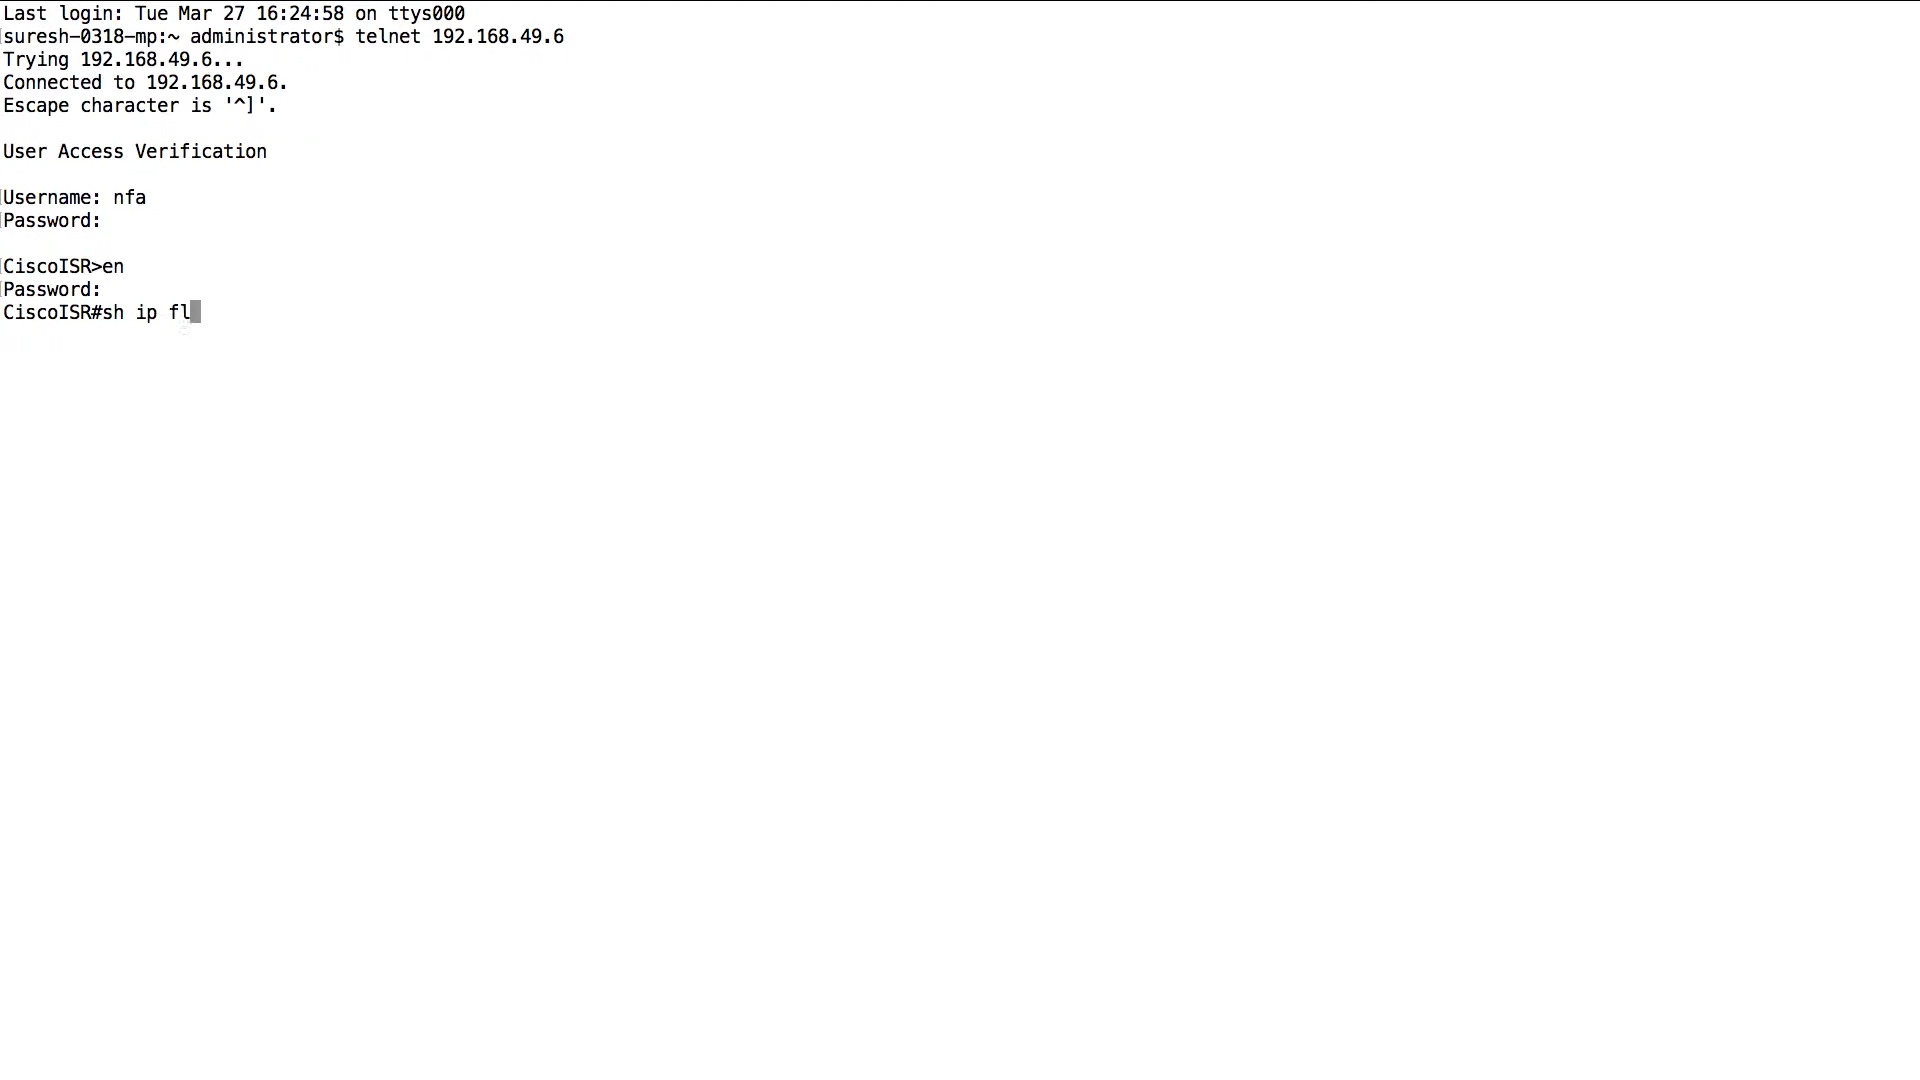 Last login: Tue Mar 27 16:24:58 on ttys000
[suresh-0318-mp:~ administrator$ telnet 192.168.49.6
Trying 192.168.49.6...
Connected to 192.168.49.6.
Escape character is '^]'.
User Access Verification
[Username: nfa
[Password:
[CiscoISR>en
[Password:
CiscoISR#sh ip fl